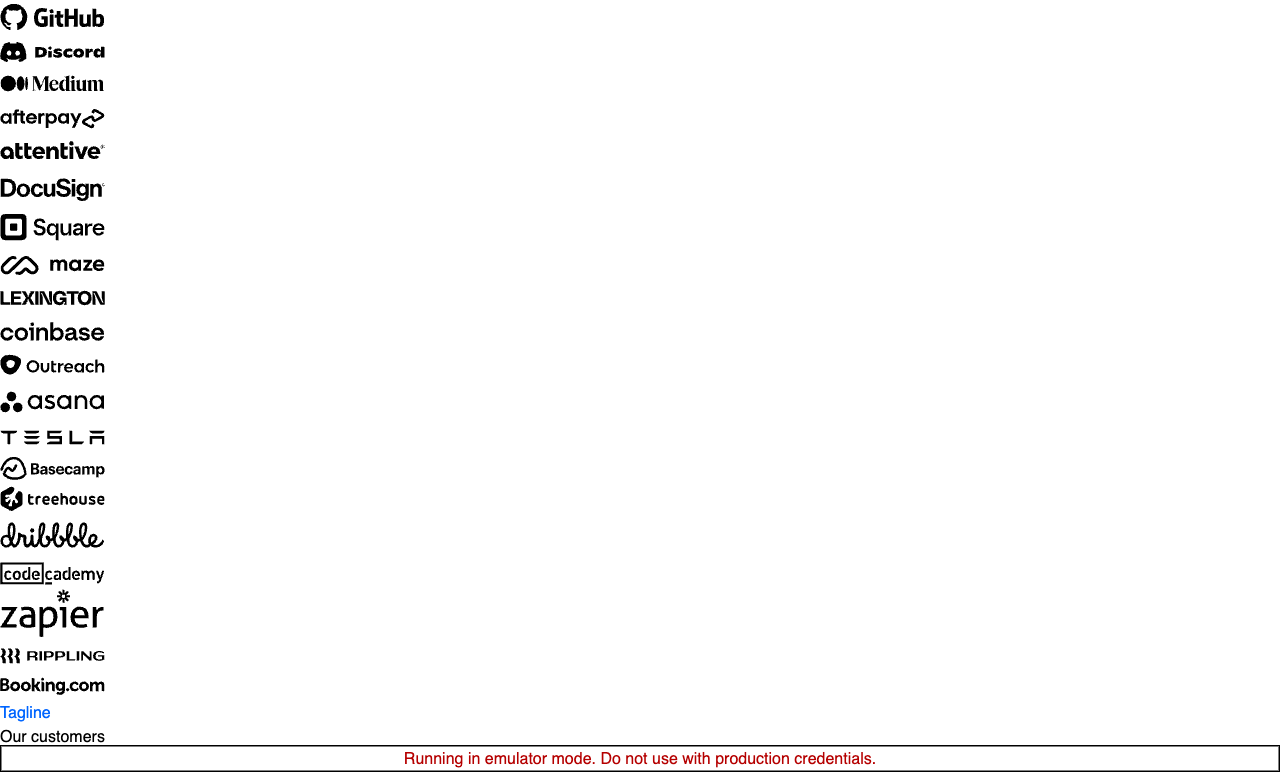 GitHub
Discord
Medium
afterpay
attentive
DocuSign
Square
maze
LEXINGTON
coinbase
Outreach
asana
TESLA
Basecamp
treehouse
dribbble
codecademy
zapier
RIPPLING
Booking.com
Tagline
Our customers
Running in emulator mode. Do not use with production credentials.